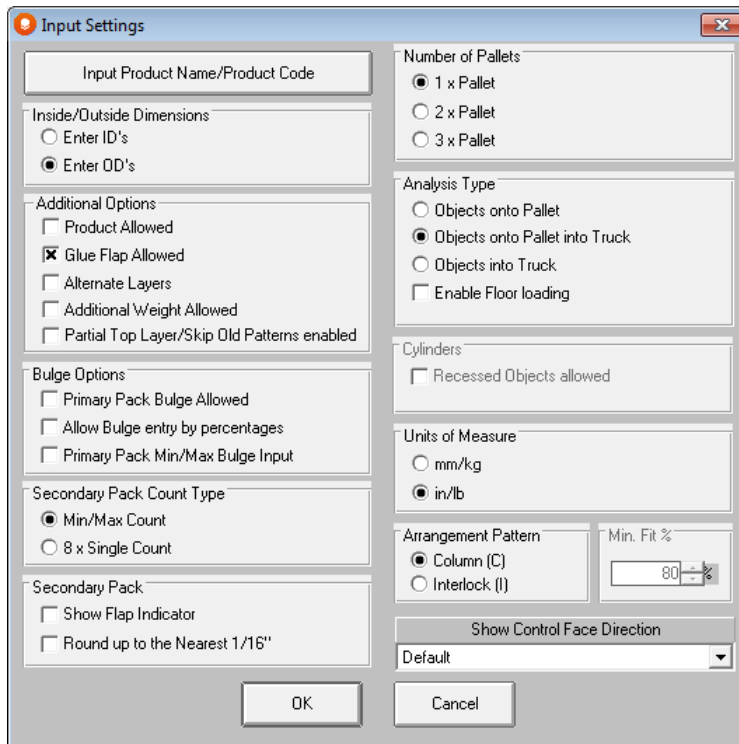 Input Settings
Input Product Name/Product Code
Inside/Outside Dimensions
Enter ID's
Enter OD's
Additional Options
Product Allowed
Glue Flap Allowed
Alternate Layers
Additional Weight Allowed
Partial Top Layer/Skip Old Patterns enabled
Bulge Options
Primary Pack Bulge Allowed
Allow Bulge entry by percentages
Primary Pack Min/Max Bulge Input
Secondary Pack Count Type
Min/Max Count
8 x Single Count
Secondary Pack
Show Flap Indicator
Round up to the Nearest 1/16"
Number of Pallets
1 x Pallet
2 x Pallet
3 x Pallet
Analysis Type
Objects onto Pallet
Objects onto Pallet into Truck
Objects into Truck
Enable Floor loading
Cylinders
Recessed Objects allowed
Units of Measure
mm/kg
in/lb
Arrangement Pattern
Column (C)
Interlock (I)
Min. Fit %
80 %
Show Control Face Direction
Default
OK
Cancel